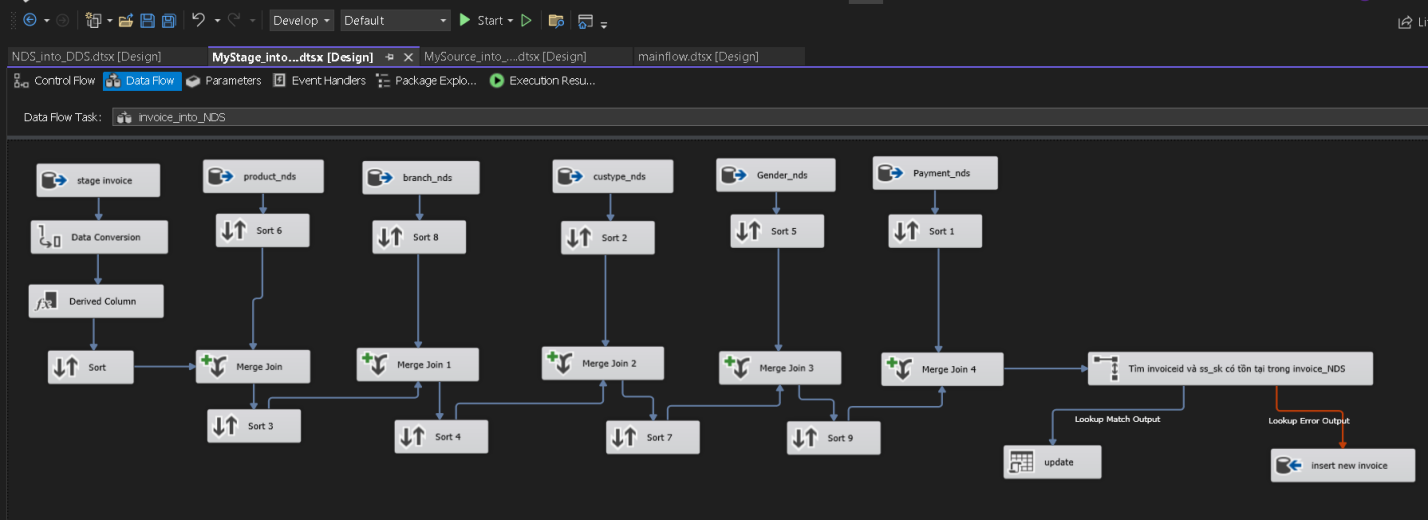 Develop
Default
Start
NDS_into_DDS.dtsx [Design]
MyStage_into...dtsx [Design]
MySource_into_....dtsx [Design]
mainflow.dtsx [Design]
Control Flow
Data Flow
Parameters
Event Handlers
Package Explo...
Execution Resu...
Data Flow Task:
invoice_into_NDS
stage invoice
product_nds
branch_nds
custype_nds
Gender_nds
Payment_nds
Data Conversion
Sort 6
Sort 8
Sort 2
Sort 5
Sort 1
Derived Column
Sort
Merge Join
Merge Join 1
Merge Join 2
Merge Join 3
Merge Join 4
Tìm invoiceid và ss_sk có tồn tại trong invoice_NDS
Sort 3
Sort 4
Sort 7
Sort 9
Lookup Match Output
Lookup Error Output
update
insert new invoice